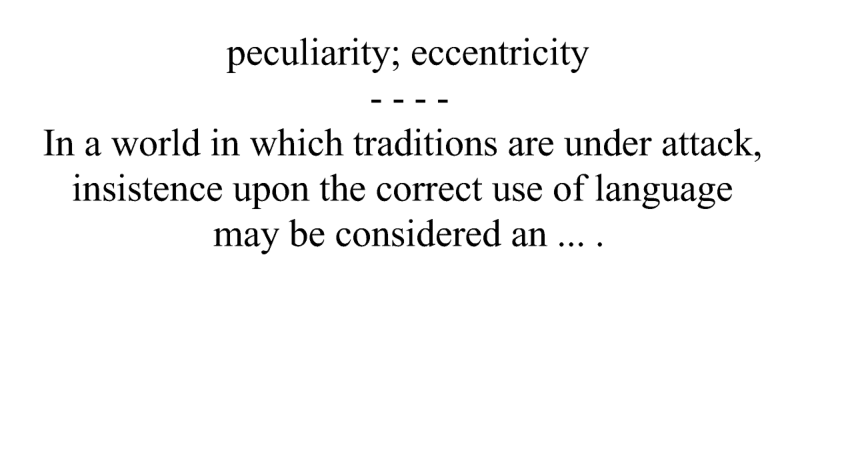 peculiarity; eccentricity
- - - -
In a world in which traditions are under attack,
insistence upon the correct use of language
may be considered an ... .